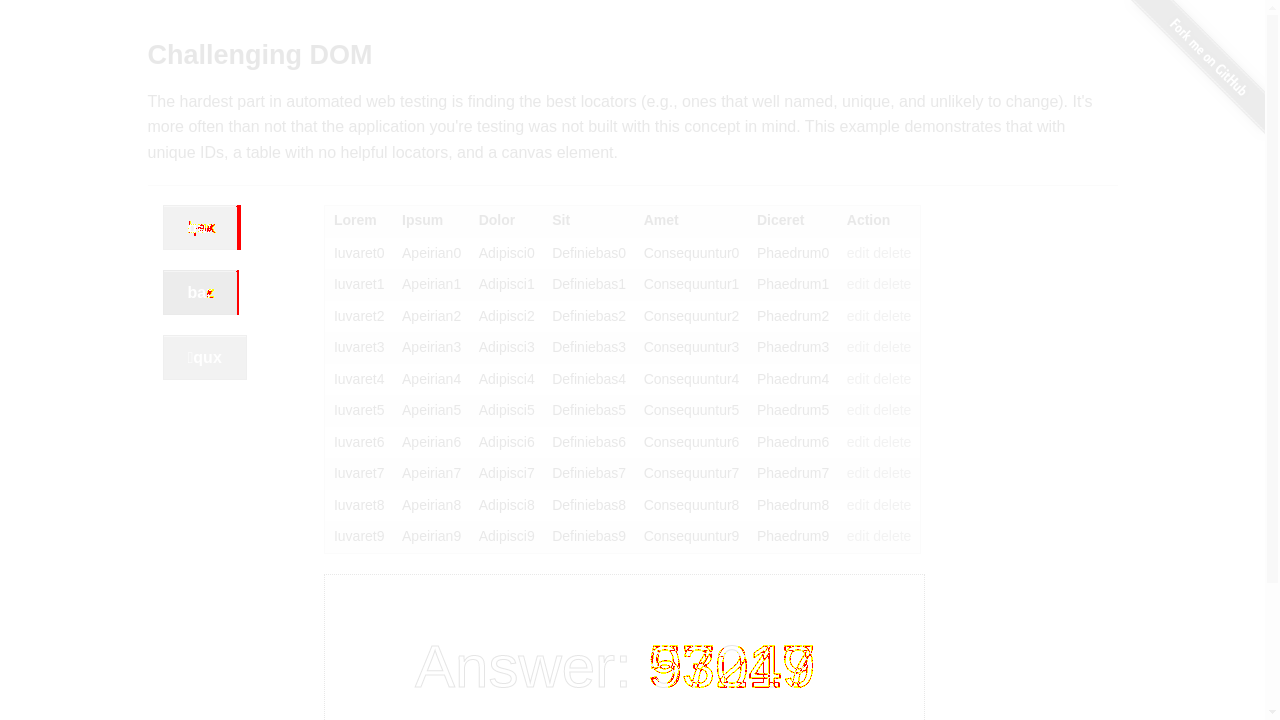 Fork me on GitHub
Challenging DOM
The hardest part in automated web testing is finding the best locators (e.g., ones that well named, unique, and unlikely to change). It's
more often than not that the application you're testing was not built with this concept in mind. This example demonstrates that with
unique IDs, a table with no helpful locators, and a canvas element.
qux
Lorem Ipsum Dolor Sit Amet Diceret Action
Iuvaret0 Apeirian0 Adipisci0 Definiebas0 Consequuntur0 Phaedrum0 edit delete
Iuvaret1 Apeirian1 Adipisci1 Definiebas1 Consequuntur1 Phaedrum1 edit delete
Iuvaret2 Apeirian2 Adipisci2 Definiebas2 Consequuntur2 Phaedrum2 edit delete
Iuvaret3 Apeirian3 Adipisci3 Definiebas3 Consequuntur3 Phaedrum3 edit delete
Iuvaret4 Apeirian4 Adipisci4 Definiebas4 Consequuntur4 Phaedrum4 edit delete
Iuvaret5 Apeirian5 Adipisci5 Definiebas5 Consequuntur5 Phaedrum5 edit delete
Iuvaret6 Apeirian6 Adipisci6 Definiebas6 Consequuntur6 Phaedrum6 edit delete
Iuvaret7 Apeirian7 Adipisci7 Definiebas7 Consequuntur7 Phaedrum7 edit delete
Iuvaret8 Apeirian8 Adipisci8 Definiebas8 Consequuntur8 Phaedrum8 edit delete
Iuvaret9 Apeirian9 Adipisci9 Definiebas9 Consequuntur9 Phaedrum9 edit delete
Answer: